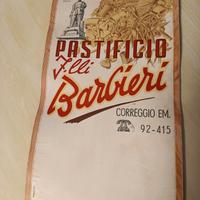 PASTIFICIO
F.lli
Barbieri
CORREGGIO EM.
☎ 92-415